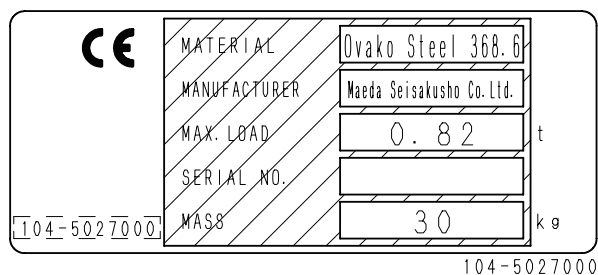 CE
MATERIAL Ovako Steel 368.6
MANUFACTURER Maeda Seisakusho Co.Ltd.
MAX. LOAD 0.82 t
SERIAL NO.
MASS 30 kg
104-5027000
104-5027000